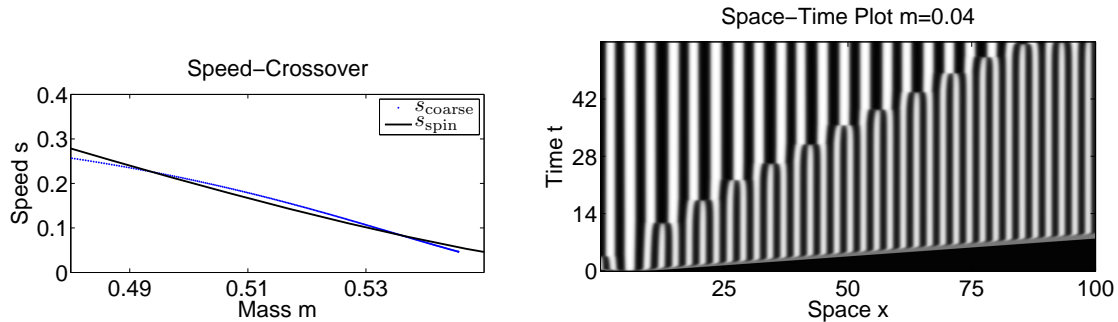 Speed−Crossover
0.4
0.3
0.2
0.1
0
Speed s
s_coarse
s_spin
0.49 0.51 0.53
Mass m
Space−Time Plot m=0.04
42
28
14
0
Time t
25 50 75 100
Space x